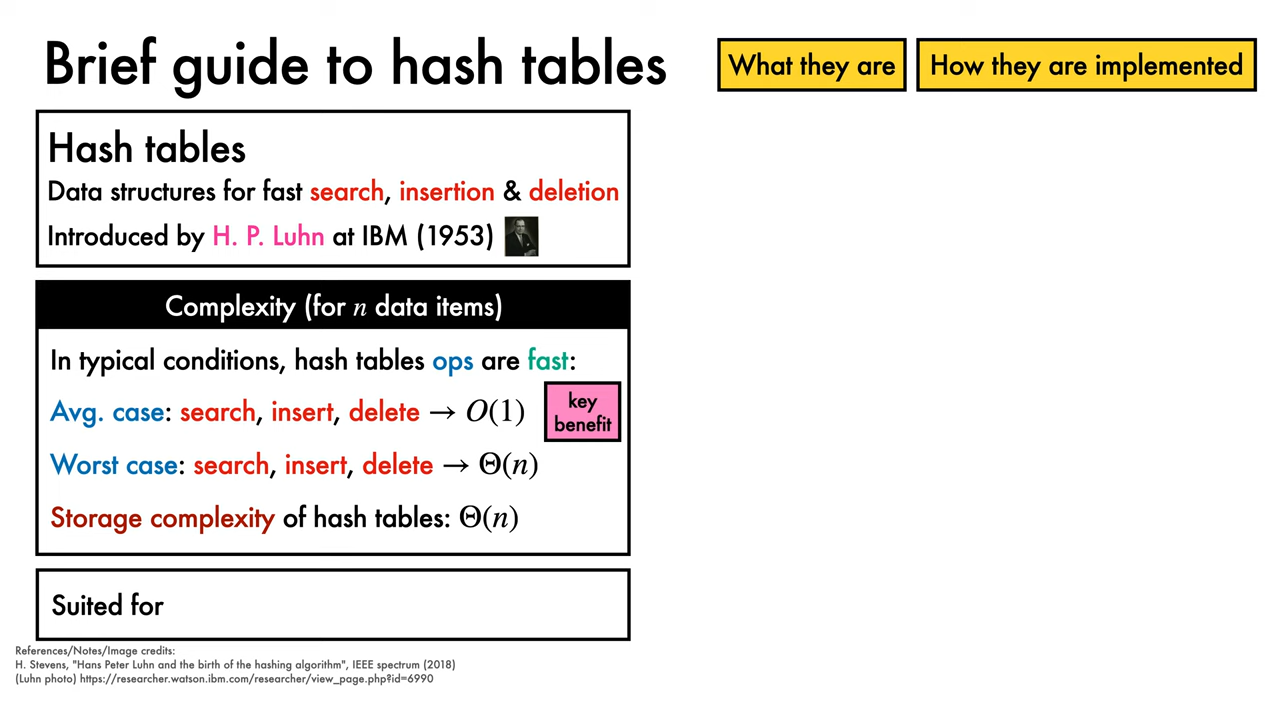 Brief guide to hash tables
What they are
How they are implemented
Hash tables
Data structures for fast search, insertion & deletion
Introduced by H. P. Luhn at IBM (1953)
Complexity (for n data items)
In typical conditions, hash tables ops are fast:
Avg. case: search, insert, delete → O(1)
key
benefit
Worst case: search, insert, delete → Θ(n)
Storage complexity of hash tables: Θ(n)
Suited for
References/Notes/Image credits:
H. Stevens, "Hans Peter Luhn and the birth of the hashing algorithm", IEEE spectrum (2018)
(Luhn photo) https://researcher.watson.ibm.com/researcher/view_page.php?id=6990